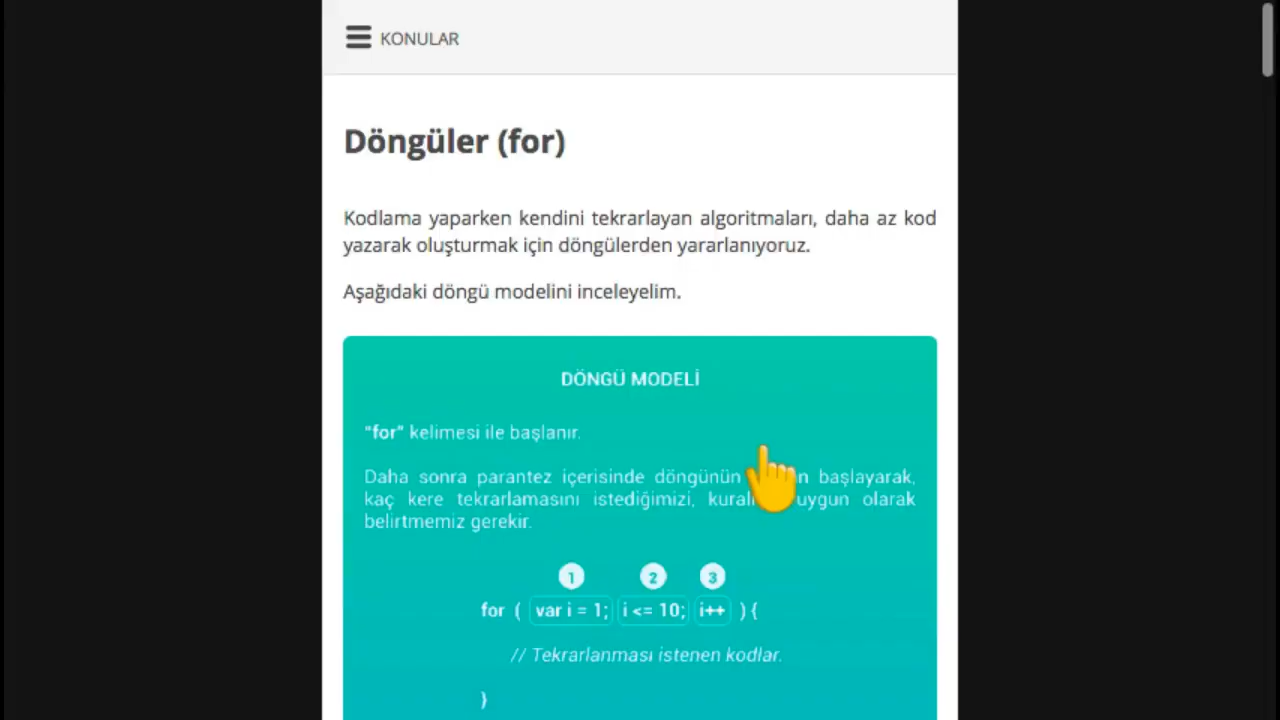 KONULAR
Döngüler (for)
Kodlama yaparken kendini tekrarlayan algoritmaları, daha az kod
yazarak oluşturmak için döngülerden yararlanıyoruz.
Aşağıdaki döngü modelini inceleyelim.
DÖNGÜ MODELİ
"for" kelimesi ile başlanır.
Daha sonra parantez içerisinde döngünün başlayarak,
kaç kere tekrarlamasını istediğimizi, uygun olarak
belirtmemiz gerekir.
1 2 3
for ( var i = 1; i <= 10; i++ ) {
// Tekrarlanması istenen kodlar.
}